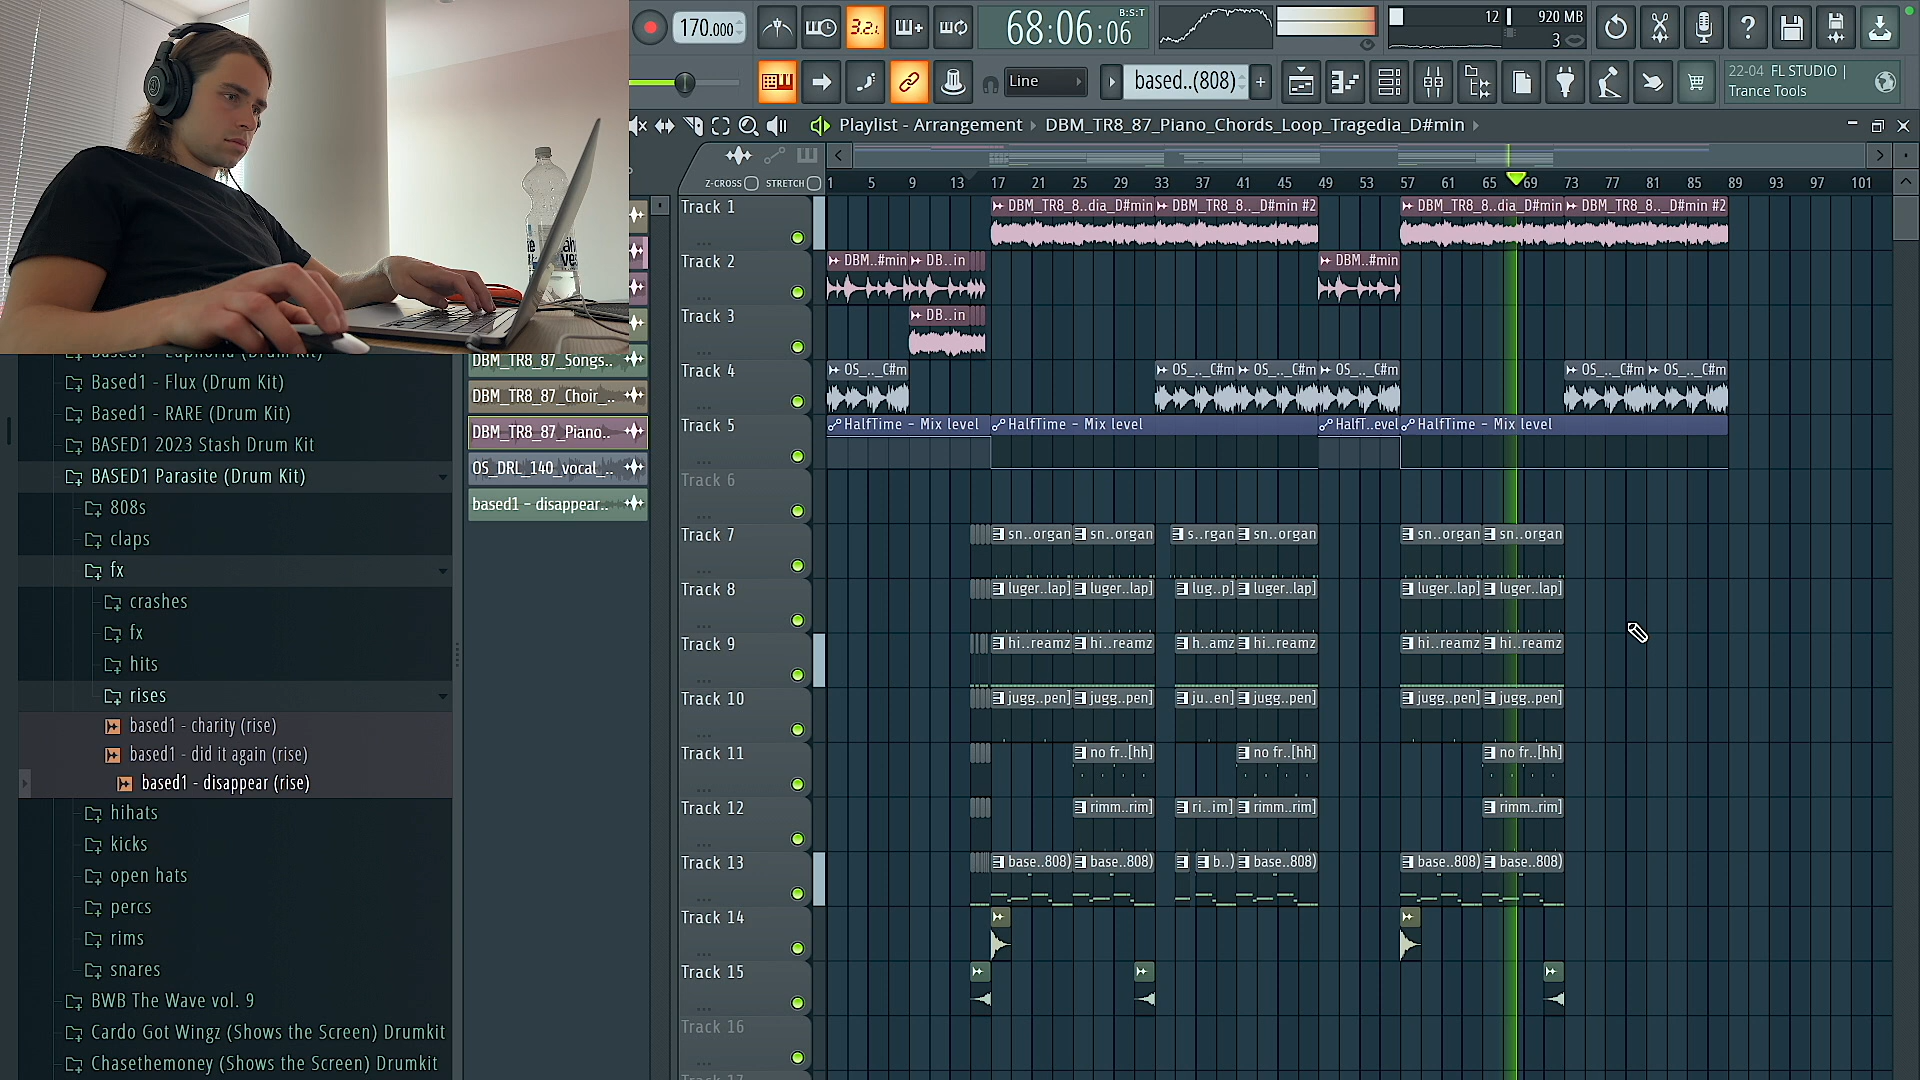 170.000
3.2.
68:06:06
B:S:T
12
920 MB
3
Line
based..(808)
22-04 FL STUDIO |
Trance Tools
Playlist - Arrangement
DBM_TR8_87_Piano_Chords_Loop_Tragedia_D#min
Z-CROSS
STRETCH
1 5 9 13 17 21 25 29 33 37 41 45 49 53 57 61 65 69 73 77 81 85 89 93 97 101
Track 1
DBM_TR8_8..dia_D#min
DBM_TR8_8.._D#min #2
DBM_TR8_8..dia_D#min
DBM_TR8_8.._D#min #2
Track 2
DBM..#min
DB..in
DBM..#min
Track 3
DB..in
Track 4
OS_.._C#m
OS_.._C#m
OS_.._C#m
OS_.._C#m
OS_.._C#m
OS_.._C#m
Track 5
HalfTime - Mix level
HalfTime - Mix level
HalfT..evel
HalfTime - Mix level
Track 6
Track 7
sn..organ
sn..organ
s..rgan
sn..organ
sn..organ
sn..organ
Track 8
luger..lap]
luger..lap]
lug..p]
luger..lap]
luger..lap]
luger..lap]
Track 9
hi..reamz
hi..reamz
h..amz
hi..reamz
hi..reamz
hi..reamz
Track 10
jugg..pen]
jugg..pen]
ju..en]
jugg..pen]
jugg..pen]
jugg..pen]
Track 11
no fr..[hh]
no fr..[hh]
no fr..[hh]
Track 12
rimm..rim]
ri..im]
rimm..rim]
rimm..rim]
Track 13
base..808)
base..808)
b..)
base..808)
base..808)
base..808)
Track 14
Track 15
Track 16
DBM_TR8_87_Songs..
DBM_TR8_87_Choir_..
DBM_TR8_87_Piano..
OS_DRL_140_vocal_..
based1 - disappear..
Based1 - Euphoria (Drum Kit)
Based1 - Flux (Drum Kit)
Based1 - RARE (Drum Kit)
BASED1 2023 Stash Drum Kit
BASED1 Parasite (Drum Kit)
808s
claps
fx
crashes
fx
hits
rises
based1 - charity (rise)
based1 - did it again (rise)
based1 - disappear (rise)
hihats
kicks
open hats
percs
rims
snares
BWB The Wave vol. 9
Cardo Got Wingz (Shows the Screen) Drumkit
Chasethemoney (Shows the Screen) Drumkit